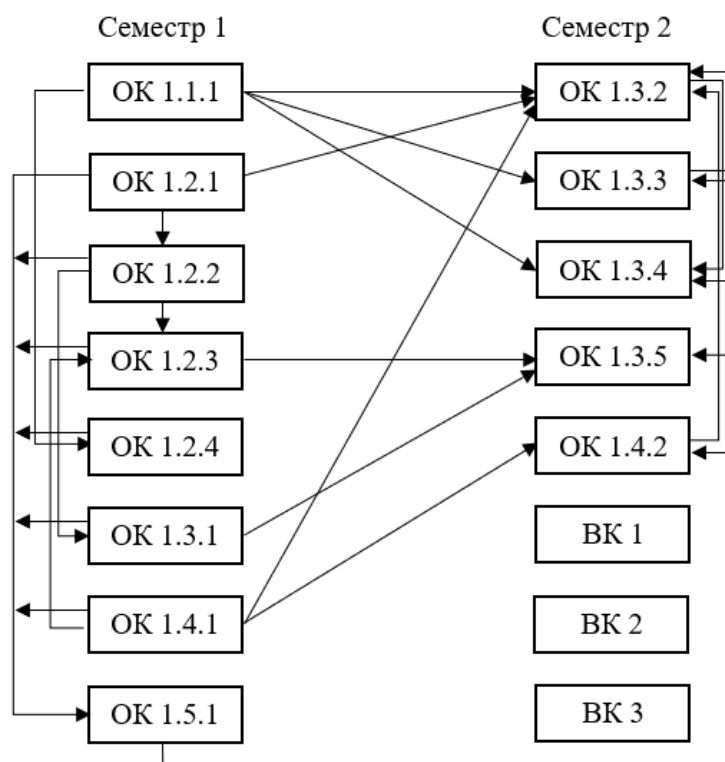 Семестр 1
ОК 1.1.1
ОК 1.2.1
ОК 1.2.2
ОК 1.2.3
ОК 1.2.4
ОК 1.3.1
ОК 1.4.1
ОК 1.5.1
Семестр 2
ОК 1.3.2
ОК 1.3.3
ОК 1.3.4
ОК 1.3.5
ОК 1.4.2
ВК 1
ВК 2
ВК 3